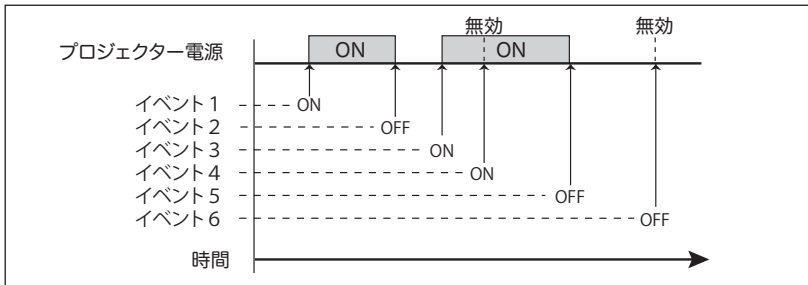 無効 無効
プロジェクター電源 ON ON
イベント1 ON
イベント2 OFF
イベント3 ON
イベント4 ON
イベント5 OFF
イベント6 OFF
時間